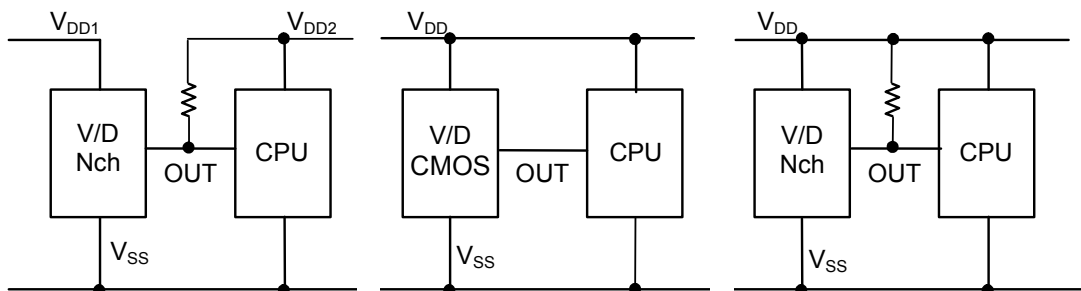 VDD1
VDD2
V/D
Nch
CPU
OUT
VSS
VDD
V/D
CMOS
CPU
OUT
VSS
VDD
V/D
Nch
CPU
OUT
VSS